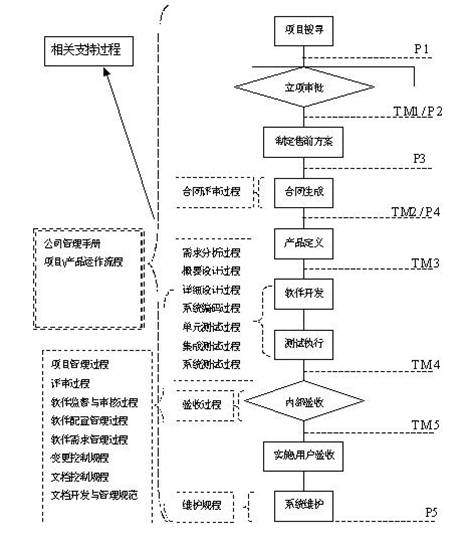 项目搜寻
相关支持过程
P1
立项审批
TM1/P2
制定售前方案
P3
合同评审过程
合同生成
TM2/P4
公司管理手册
项目\产品运作流程
产品定义
TM3
需求分析过程
概要设计过程
详细设计过程
系统编码过程
单元测试过程
集成测试过程
系统测试过程
软件开发
测试执行
TM4
项目管理过程
评审过程
软件监督与审核过程
软件配置管理过程
软件需求管理过程
变更控制规程
文档控制规程
文档开发与管理规范
验收过程
内部验收
TM5
实施\用户验收
维护规程
系统维护
P5